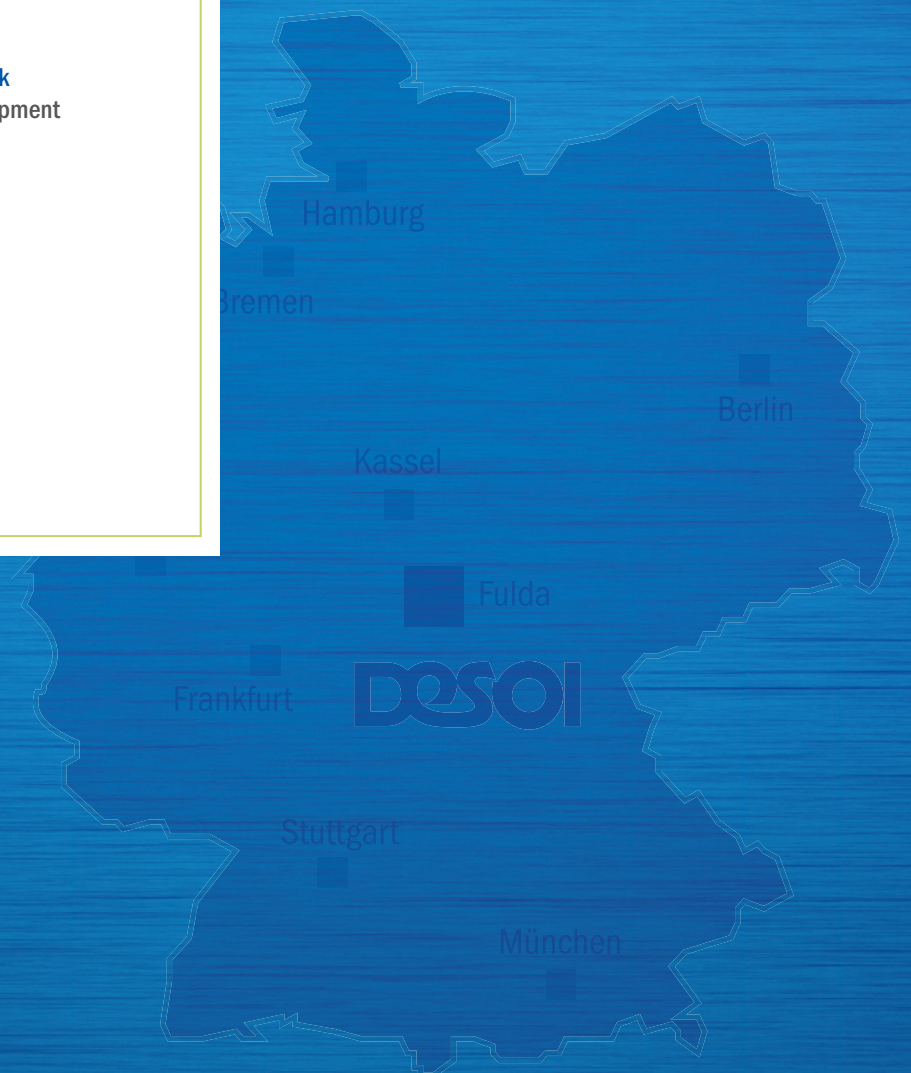 k
pment
Hamburg
Bremen
Berlin
Kassel
Fulda
Frankfurt
DESOI
Stuttgart
München